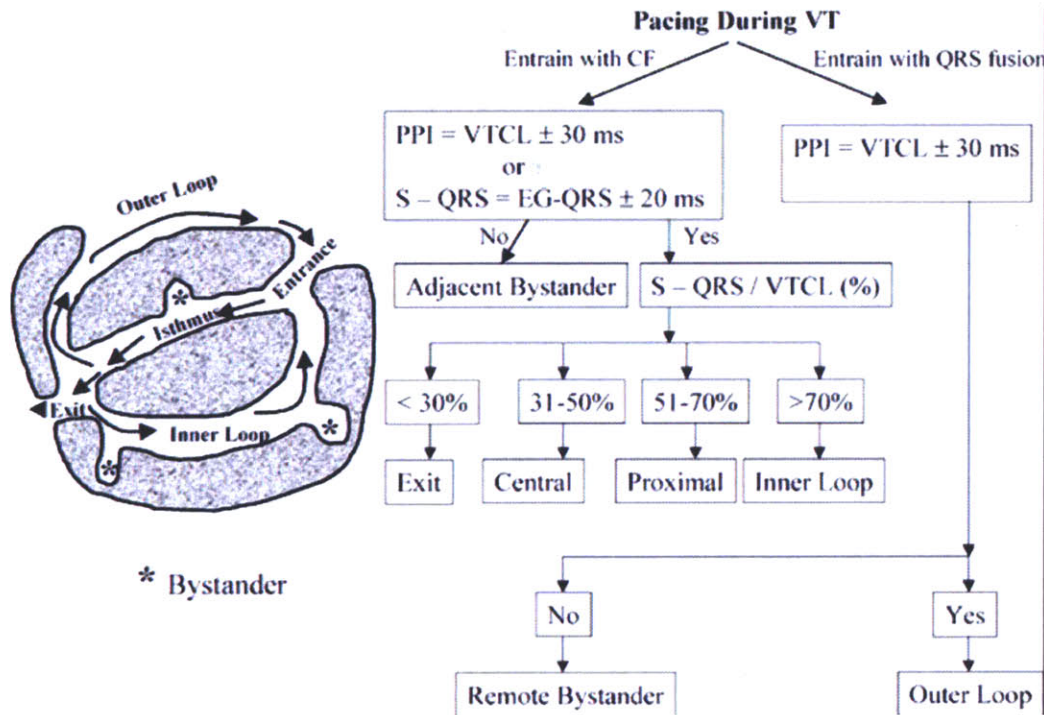 Pacing During VT
Entrain with CF
Entrain with QRS fusion
PPI = VTCL ± 30 ms
or
S – QRS = EG-QRS ± 20 ms
PPI = VTCL ± 30 ms
No
Yes
Adjacent Bystander
S – QRS / VTCL (%)
< 30%
31-50%
51-70%
>70%
Exit
Central
Proximal
Inner Loop
No
Yes
Remote Bystander
Outer Loop
Outer Loop
Entrance
*
Isthmus
Exit
Inner Loop
*
*
* Bystander